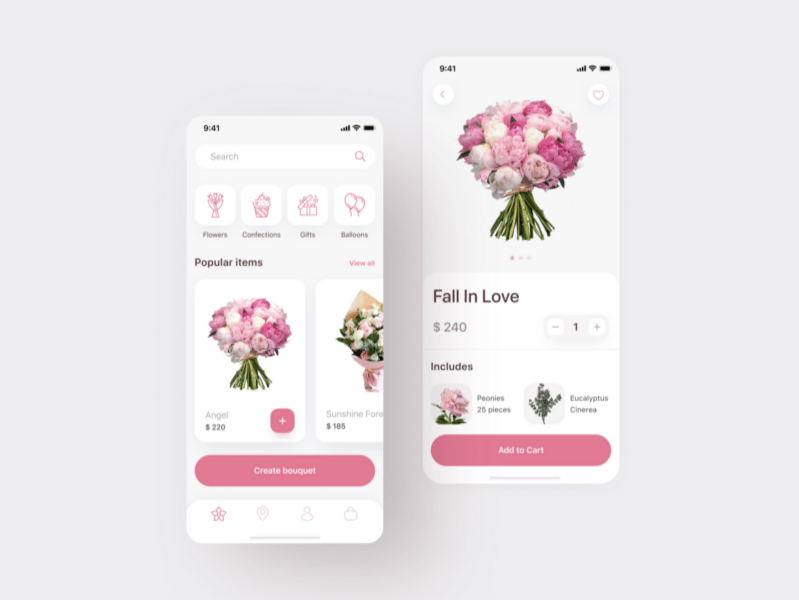 9:41
Search
Flowers
Confections
Gifts
Balloons
Popular items
View all
Angel
$ 220
Sunshine Fore
$ 185
Create bouquet
9:41
Fall In Love
$ 240
1
Includes
Peonies
25 pieces
Eucalyptus
Cinerea
Add to Cart